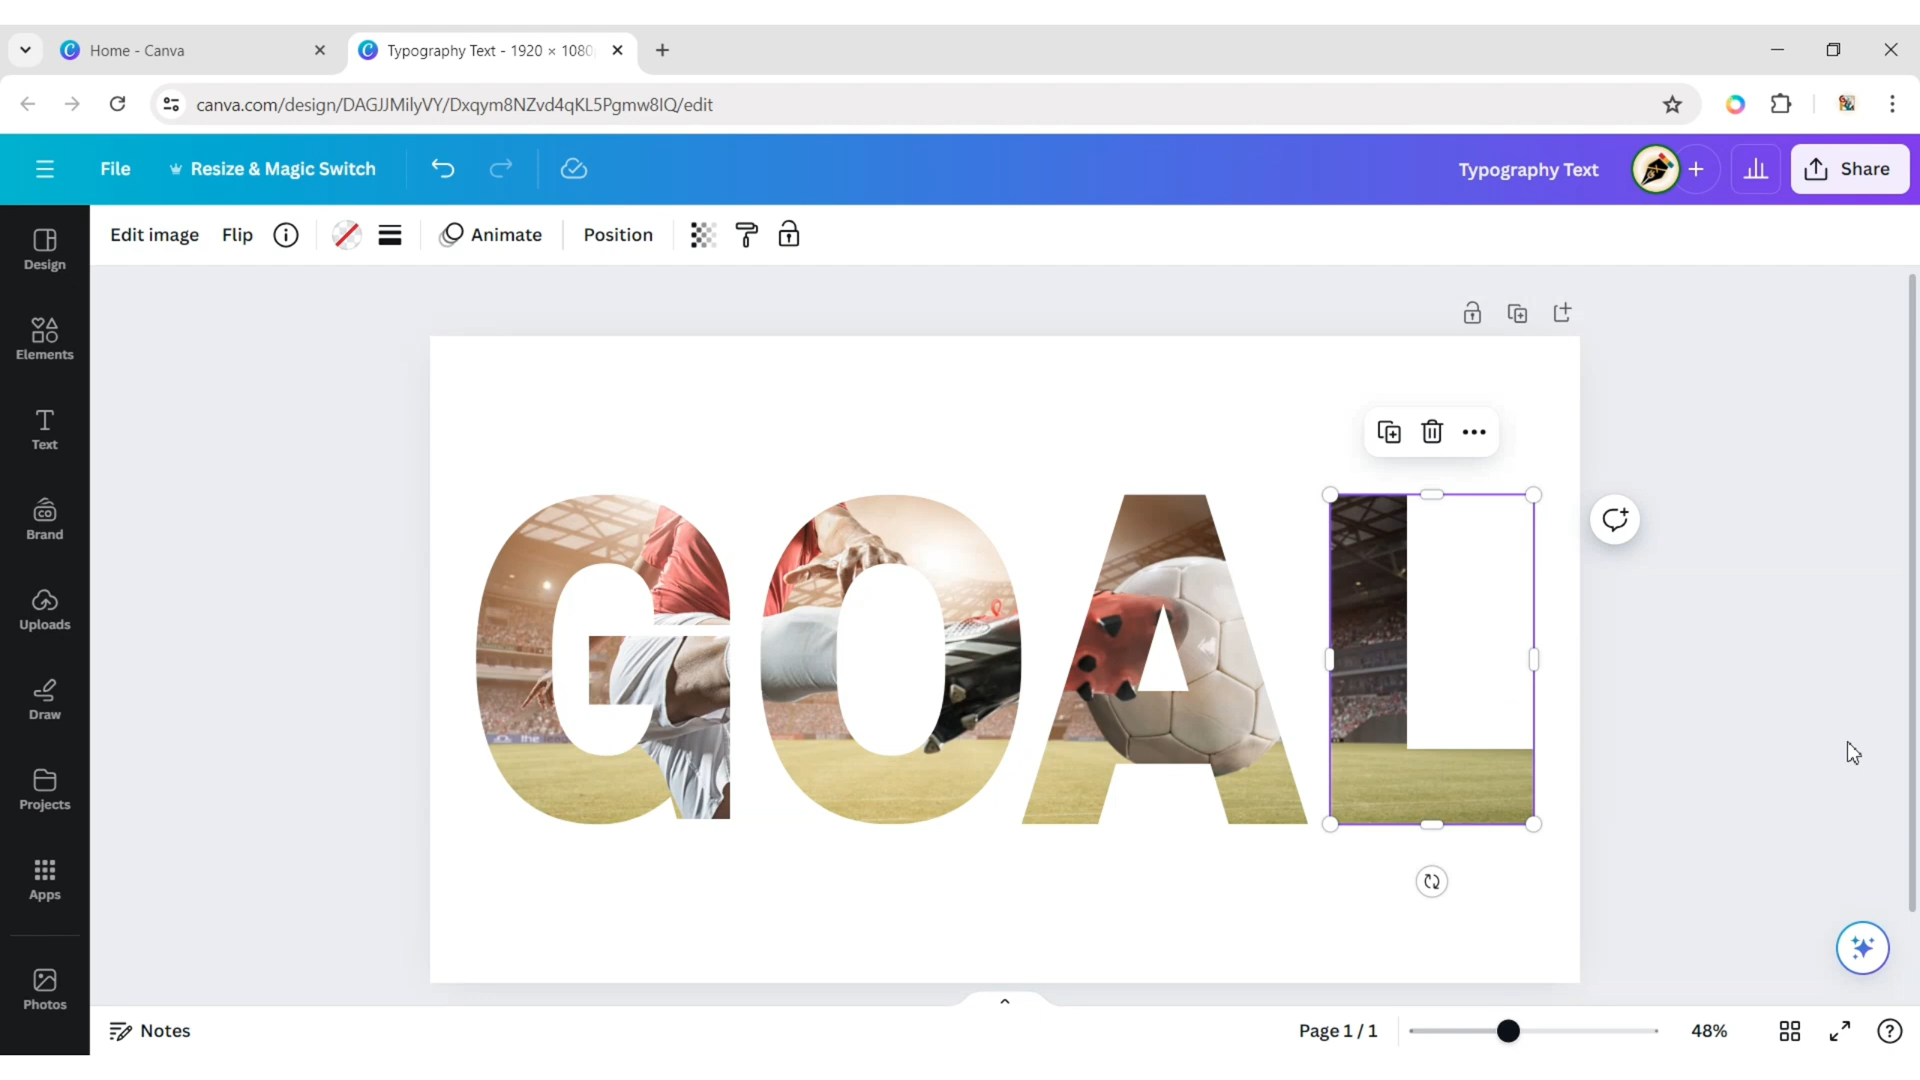 Home - Canva
Typography Text - 1920 × 1080
canva.com/design/DAGJJMilyVY/Dxqym8NZvd4qKL5Pgmw8IQ/edit
File
Resize & Magic Switch
Typography Text
Share
Edit image
Flip
Animate
Position
Design
Elements
Text
Brand
Uploads
Draw
Projects
Apps
Photos
GOAL
Notes
Page 1 / 1
48%